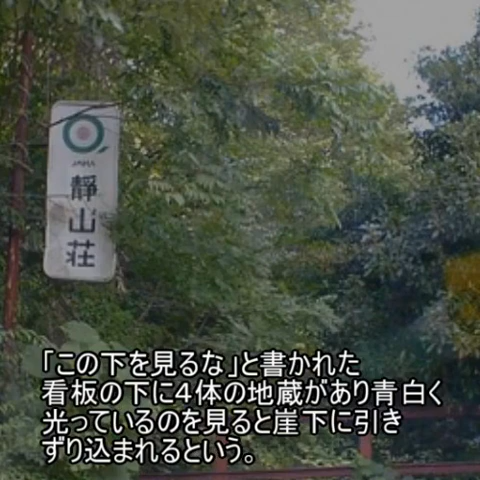 静山荘
「この下を見るな」と書かれた
看板の下に4体の地蔵があり青白く
光っているのを見ると崖下に引き
ずり込まれるという。